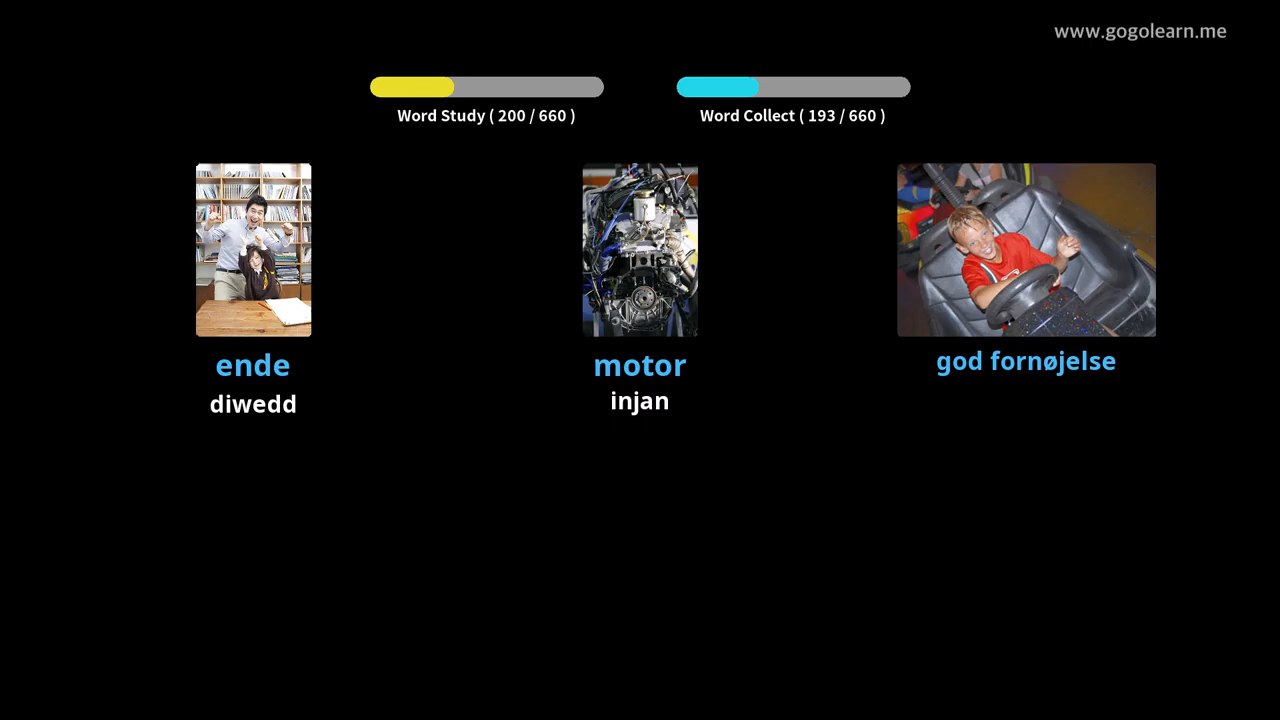 www.gogolearn.me
Word Study ( 200 / 660 )
Word Collect ( 193 / 660 )
ende
diwedd
motor
injan
god fornøjelse